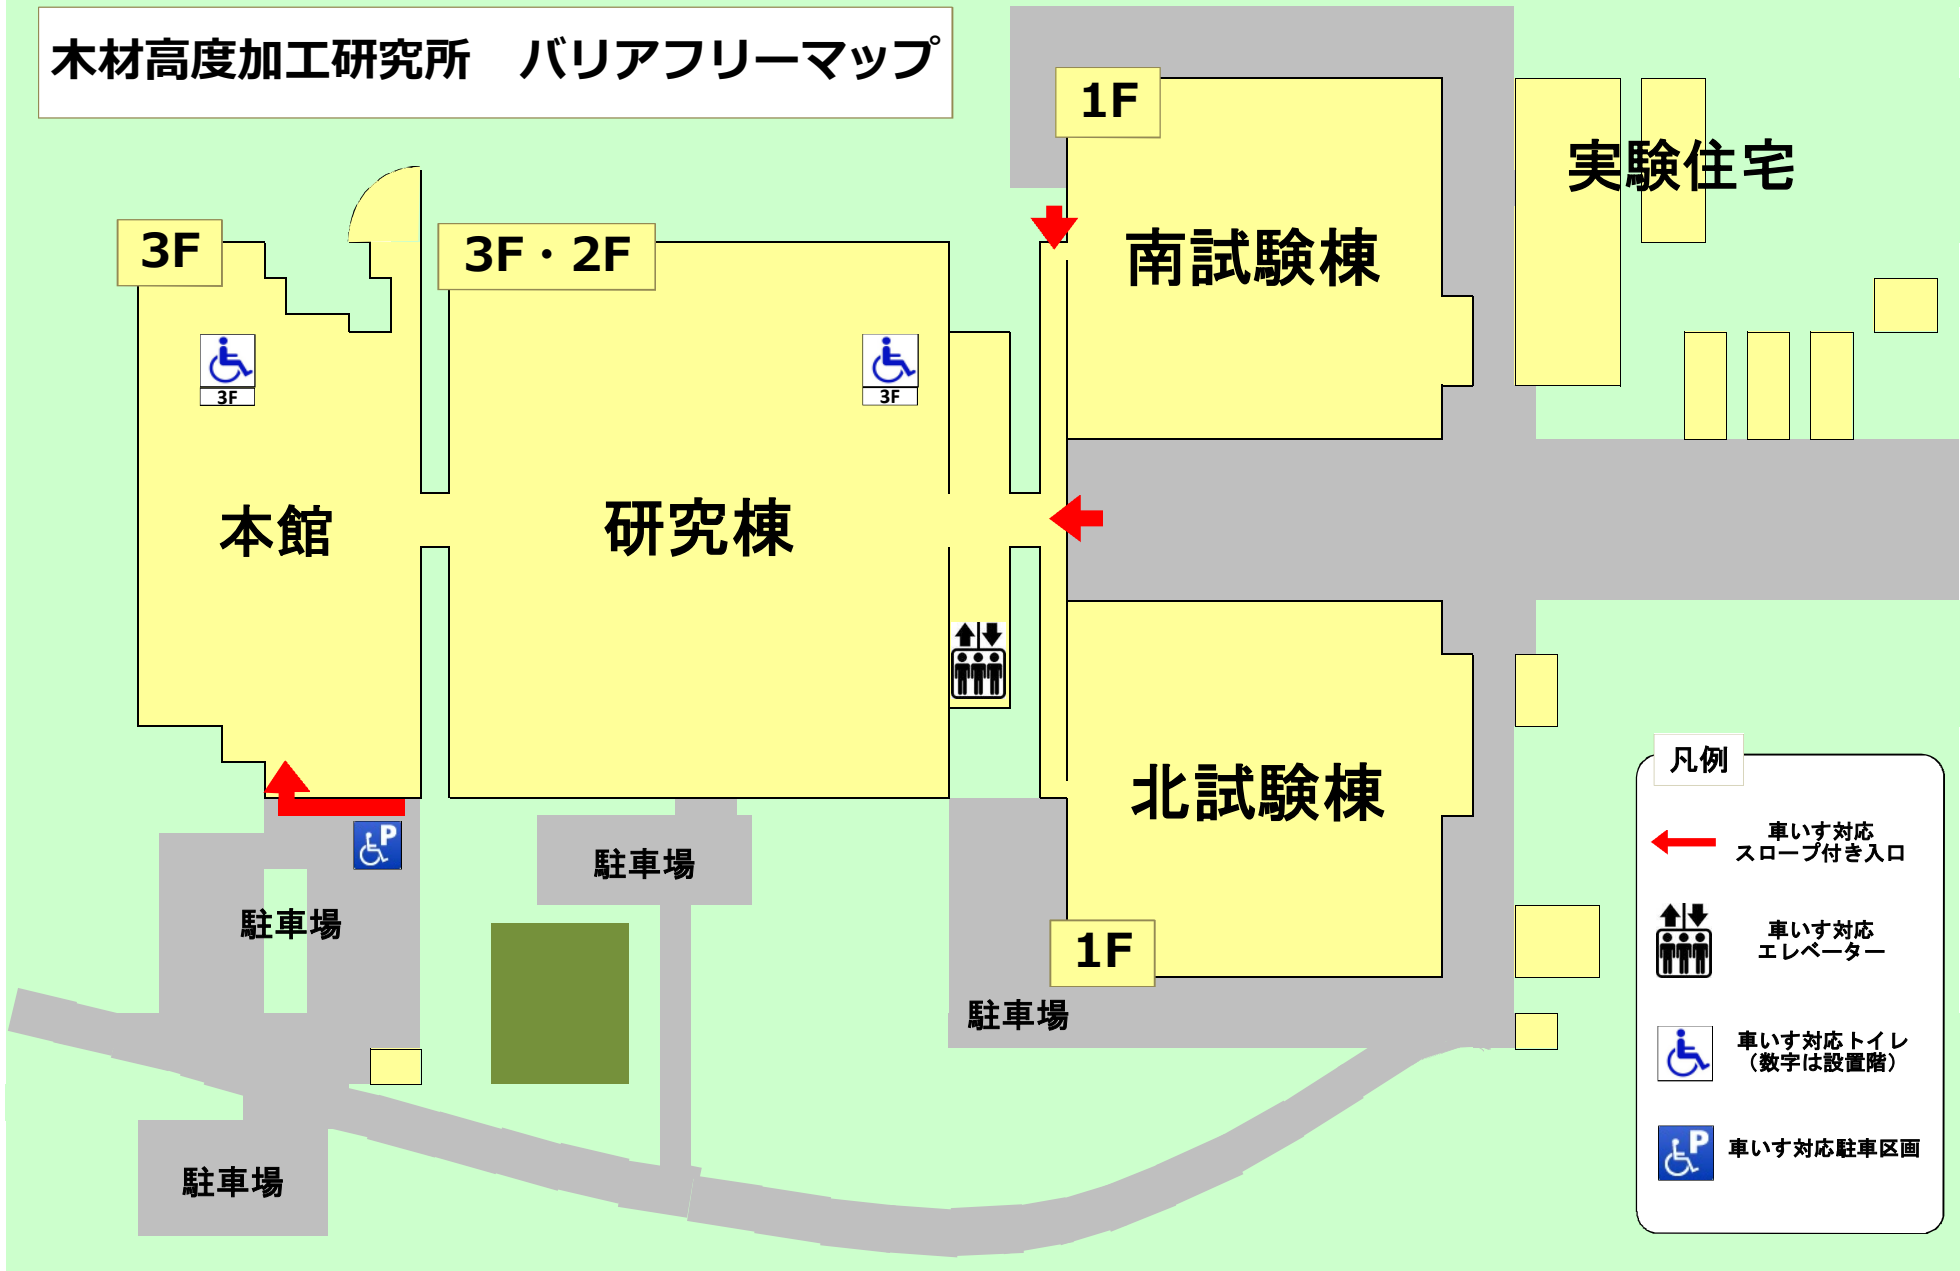 木材高度加工研究所　バリアフリーマップ
1F
実験住宅
3F
3F・2F
南試験棟
3F
3F
本館
研究棟
北試験棟
凡例
車いす対応
スロープ付き入口
駐車場
P
駐車場
1F
車いす対応
エレベーター
駐車場
車いす対応トイレ
（数字は設置階）
駐車場
P
車いす対応駐車区画